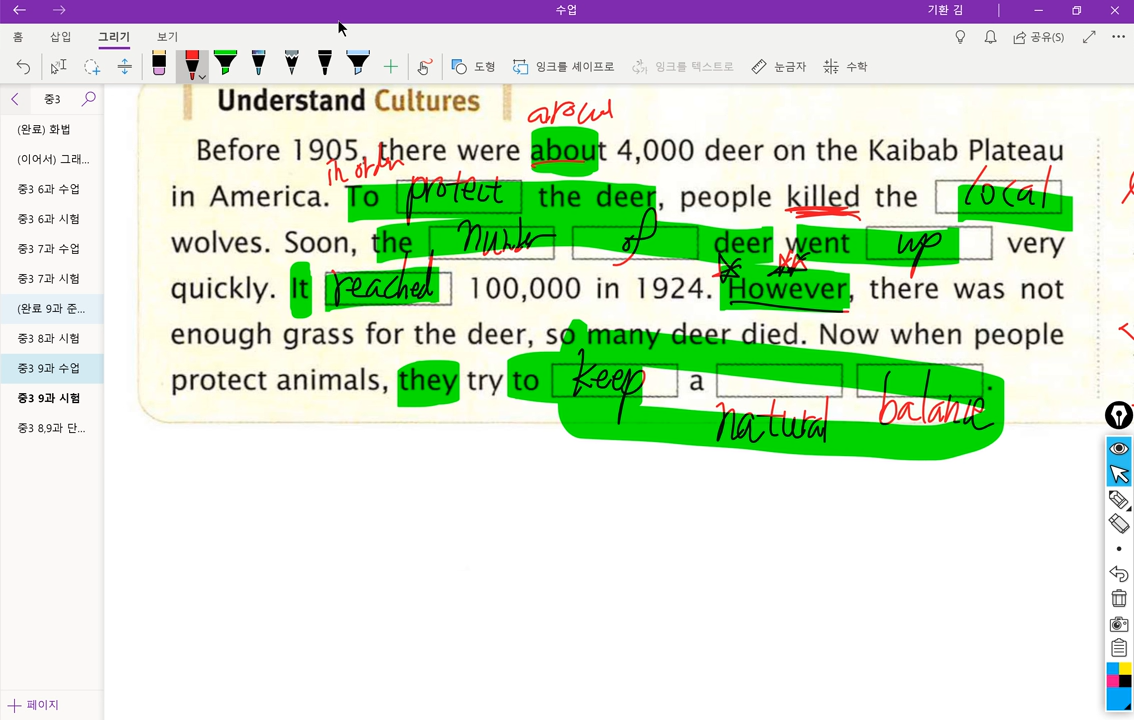 수업
기환 김
홈 삽입 그리기 보기
공유(S)
도형 잉크를 셰이프로 잉크를 텍스트로 눈금자 수학
중3
(완료) 화법
(이어서) 그래...
중3 6과 수업
중3 6과 시험
중3 7과 수업
중3 7과 시험
(완료 9과 준...
중3 8과 시험
중3 9과 수업
중3 9과 시험
중3 8,9과 단...
페이지
Understand Cultures
Before 1905, there were about 4,000 deer on the Kaibab Plateau
in order
in America. To protect the deer, people killed the local
wolves. Soon, the number of deer went up very
quickly. It reached 100,000 in 1924. However, there was not
enough grass for the deer, so many deer died. Now when people
protect animals, they try to keep a
natural balance.